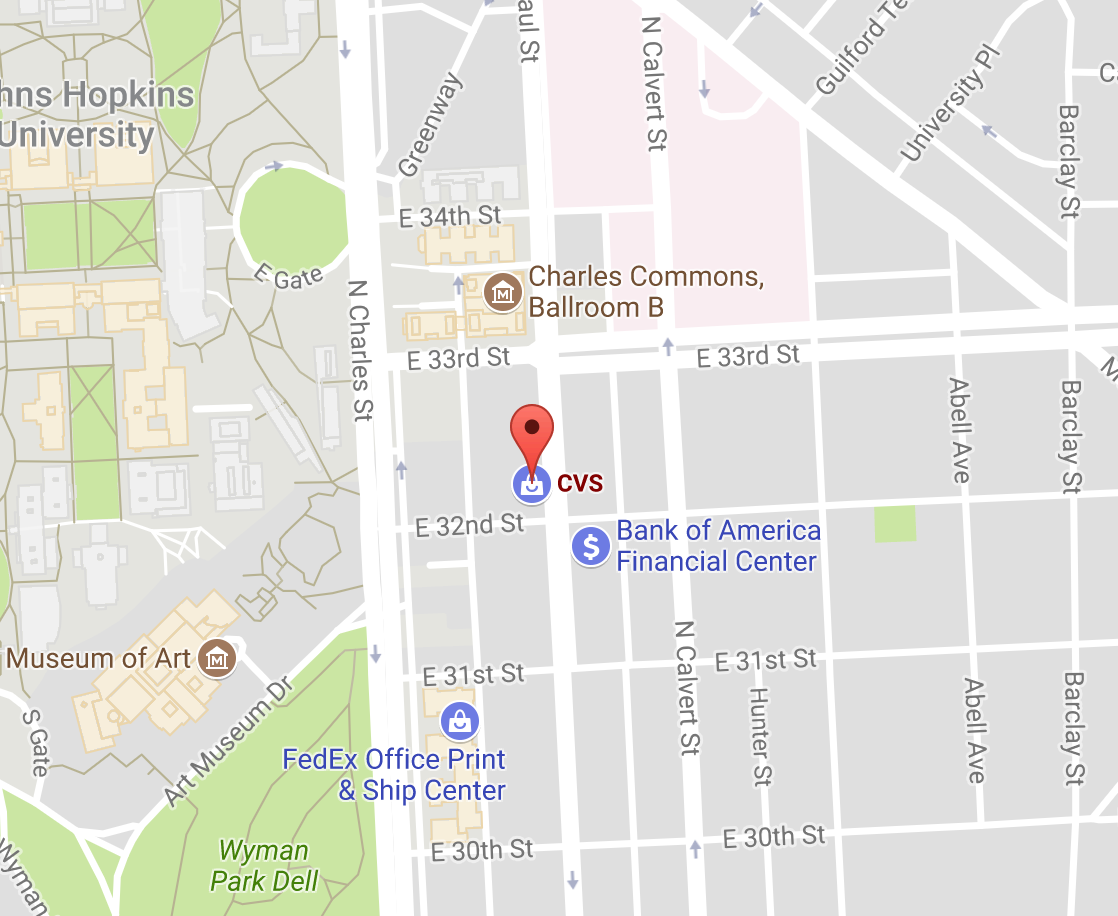 aul St
N Calvert St
Guilford Te
University Pl
C
hns Hopkins
University
Greenway
Barclay St
E 34th St
E Gate
Charles Commons,
Ballroom B
N Charles St
E 33rd St
E 33rd St
M
Abell Ave
Barclay St
CVS
E 32nd St
Bank of America
Financial Center
Museum of Art
E 31st St
N Calvert St
E 31st St
S Gate
Art Museum Dr
Hunter St
Abell Ave
Barclay St
FedEx Office Print
& Ship Center
Wyman
Park Dell
E 30th St
E 30th St
Wyman